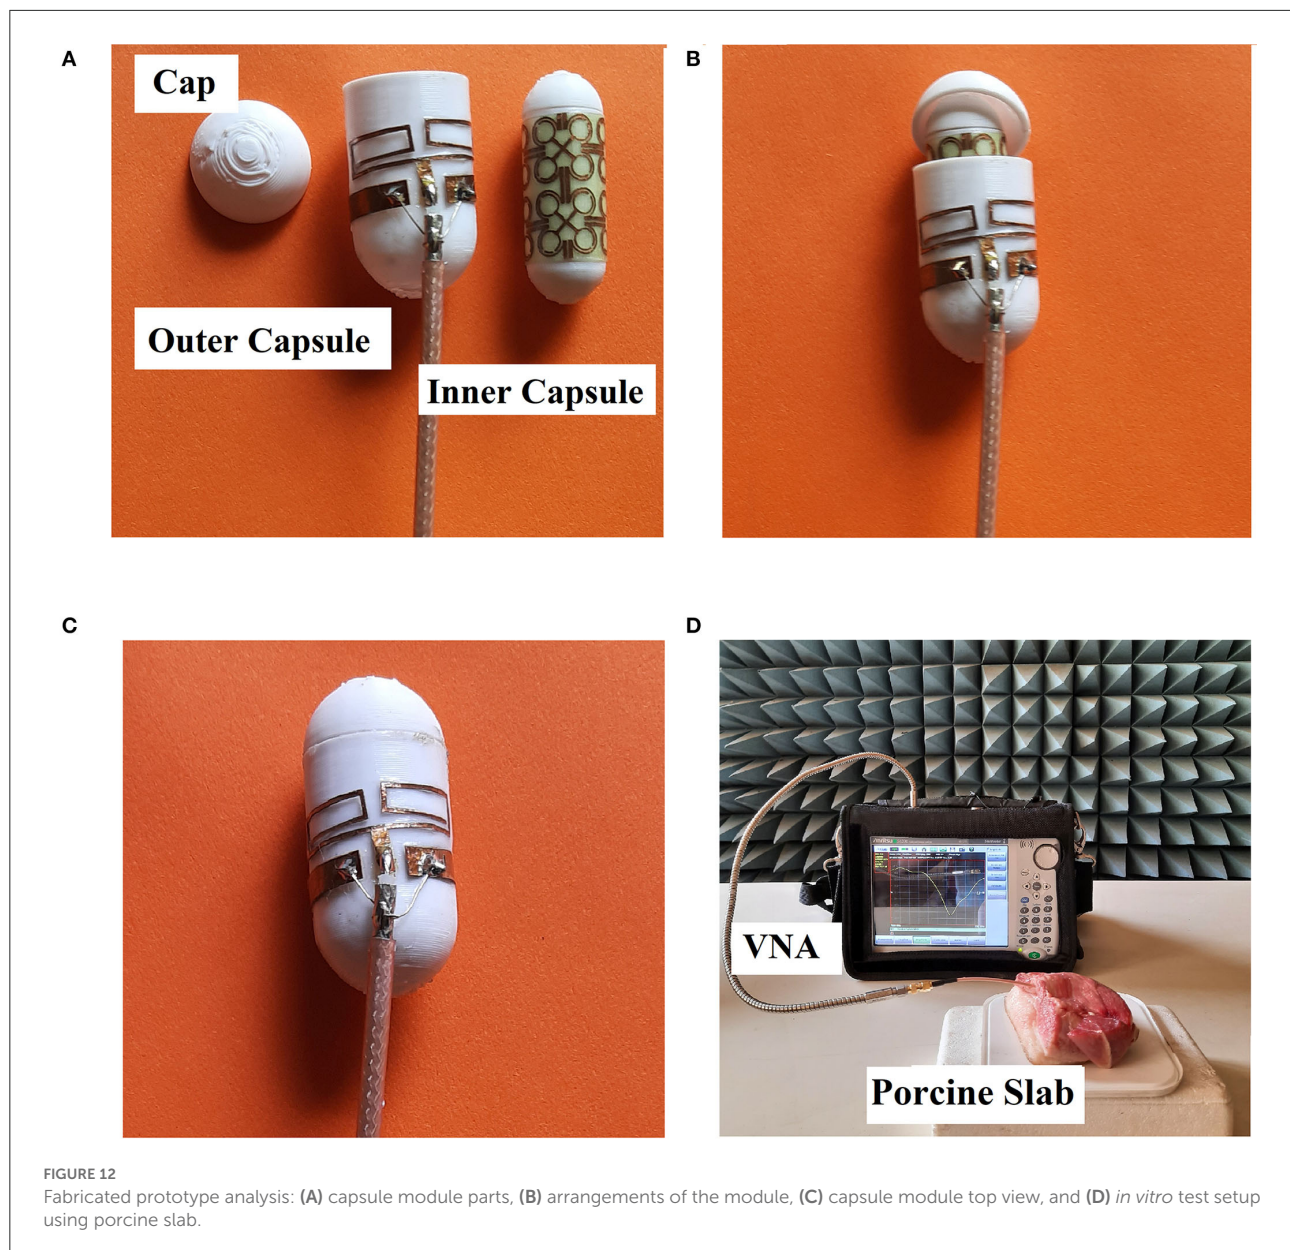 A
B
Cap
Outer Capsule
Inner Capsule
C
D
VNA
Porcine Slab
FIGURE 12
Fabricated prototype analysis: (A) capsule module parts, (B) arrangements of the module, (C) capsule module top view, and (D) in vitro test setup
using porcine slab.